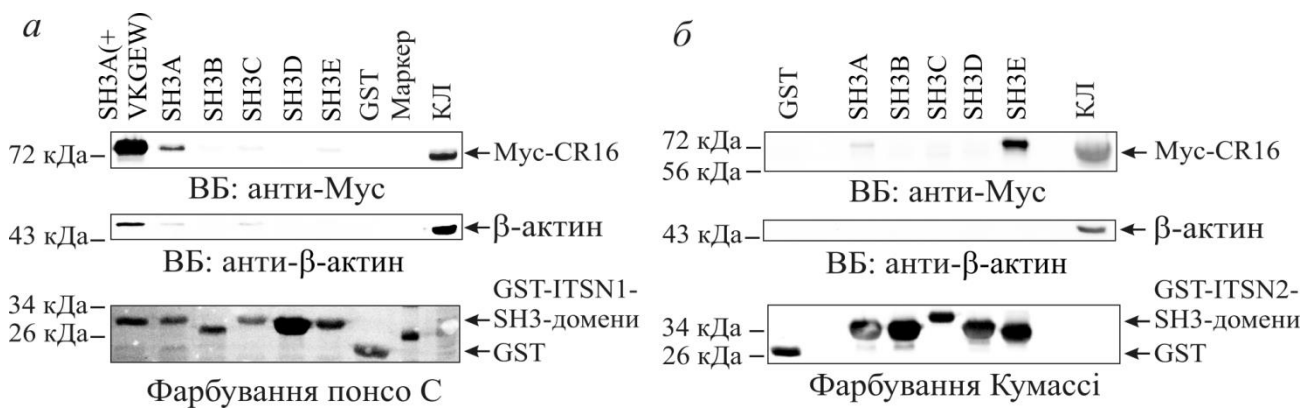 а
SH3A(+
VKGEW)
SH3A
SH3B
SH3C
SH3D
SH3E
GST
Маркер
КЛ
72 кДа
Myc-CR16
ВБ: анти-Myc
43 кДа
β-актин
ВБ: анти-β-актин
34 кДа
26 кДа
GST-ITSN1-
SH3-домени
GST
Фарбування понсо С
б
GST
SH3A
SH3B
SH3C
SH3D
SH3E
КЛ
72 кДа
56 кДа
Myc-CR16
ВБ: анти-Myc
43 кДа
β-актин
ВБ: анти-β-актин
34 кДа
26 кДа
GST-ITSN2-
SH3-домени
GST
Фарбування Кумассі